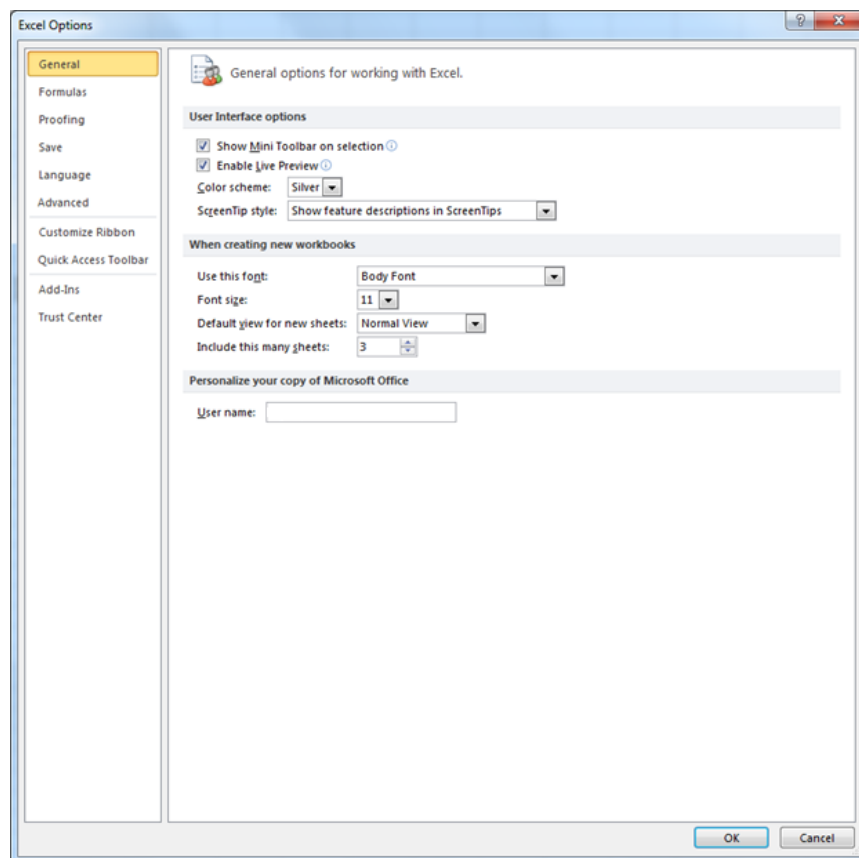 Excel Options
General
Formulas
Proofing
Save
Language
Advanced
Customize Ribbon
Quick Access Toolbar
Add-Ins
Trust Center
General options for working with Excel.
User Interface options
Show Mini Toolbar on selection
Enable Live Preview
Color scheme: Silver
ScreenTip style: Show feature descriptions in ScreenTips
When creating new workbooks
Use this font: Body Font
Font size: 11
Default view for new sheets: Normal View
Include this many sheets: 3
Personalize your copy of Microsoft Office
User name:
OK Cancel